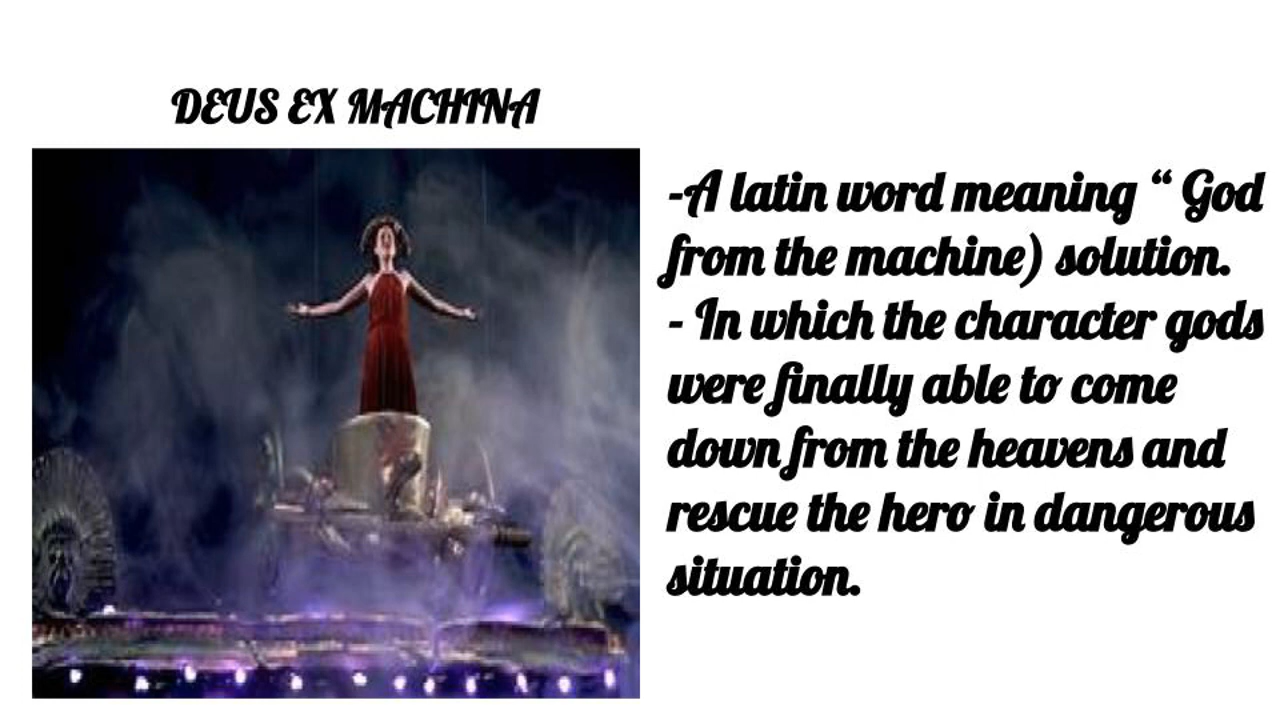 DEUS EX MACHINA
-A latin word meaning “ God
from the machine) solution.
- In which the character gods
were finally able to come
down from the heavens and
rescue the hero in dangerous
situation.